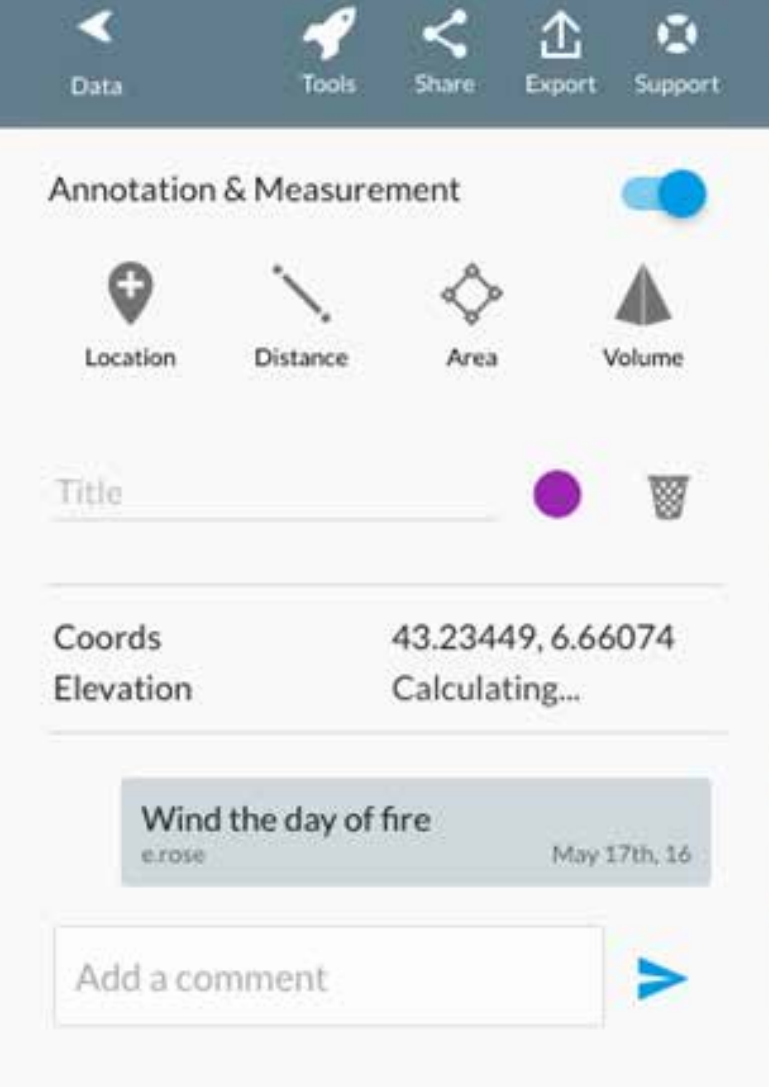 Data Tools Share Export Support
Annotation & Measurement
Location Distance Area Volume
Title
Coords 43.23449, 6.66074
Elevation Calculating...
Wind the day of fire
e.rose May 17th, 16
Add a comment